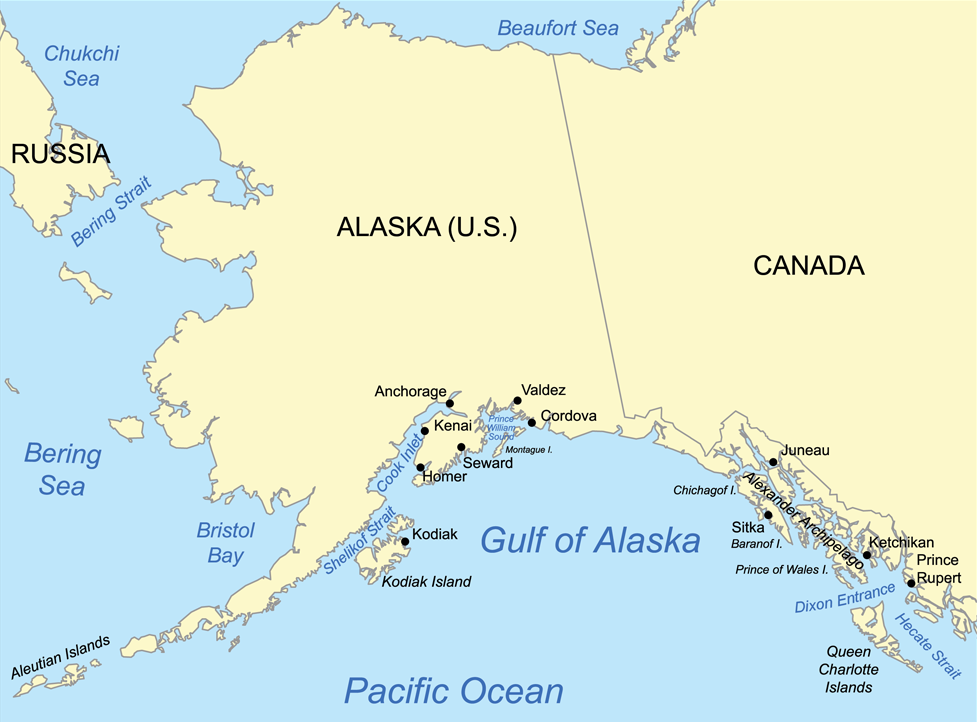 Beaufort Sea
Chukchi
Sea
RUSSIA
Bering Strait
ALASKA (U.S.)
CANADA
Anchorage
Valdez
Kenai
Prince
William
Sound
Cordova
Cook Inlet
Montague I.
Seward
Homer
Juneau
Bering
Sea
Chichagof I.
Alexander Archipelago
Bristol
Bay
Shelikof Strait
Kodiak
Gulf of Alaska
Sitka
Baranof I.
Ketchikan
Kodiak Island
Prince of Wales I.
Prince
Rupert
Dixon Entrance
Hecate Strait
Aleutian Islands
Queen
Charlotte
Islands
Pacific Ocean